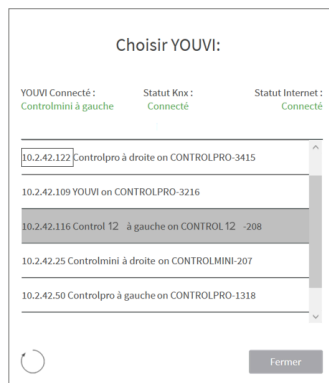 Choisir YOUVI:
YOUVI Connecté : Statut Knx : Statut Internet :
Controlmini à gauche Connecté Connecté
10.2.42.122 Controlpro à droite on CONTROLPRO-3415
10.2.42.109 YOUVI on CONTROLPRO-3216
10.2.42.116 Control 12 à gauche on CONTROL 12 -208
10.2.42.25 Controlmini à droite on CONTROLMINI-207
10.2.42.50 Controlpro à gauche on CONTROLPRO-1318
Fermer